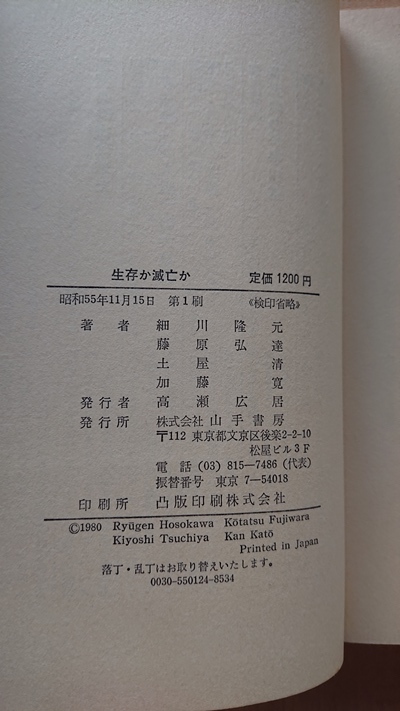 生存か滅亡か 定価 1200 円
昭和55年11月15日 第1刷 《検印省略》
著者 細川隆元
藤原弘達
土屋清
加藤寛
発行者 高瀬広居
発行所 株式会社 山手書房
〒112 東京都文京区後楽2-2-10
松屋ビル3F
電話 (03) 815-7486 (代表)
振替番号 東京 7-54018
印刷所 凸版印刷株式会社
©1980 Ryūgen Hosokawa Kōtatsu Fujiwara
Kiyoshi Tsuchiya Kan Katō
Printed in Japan
落丁・乱丁はお取り替えいたします。
0030-550124-8534